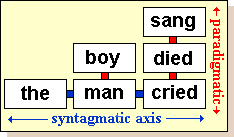 sang
boy died
the man cried
syntagmatic axis
paradigmatic